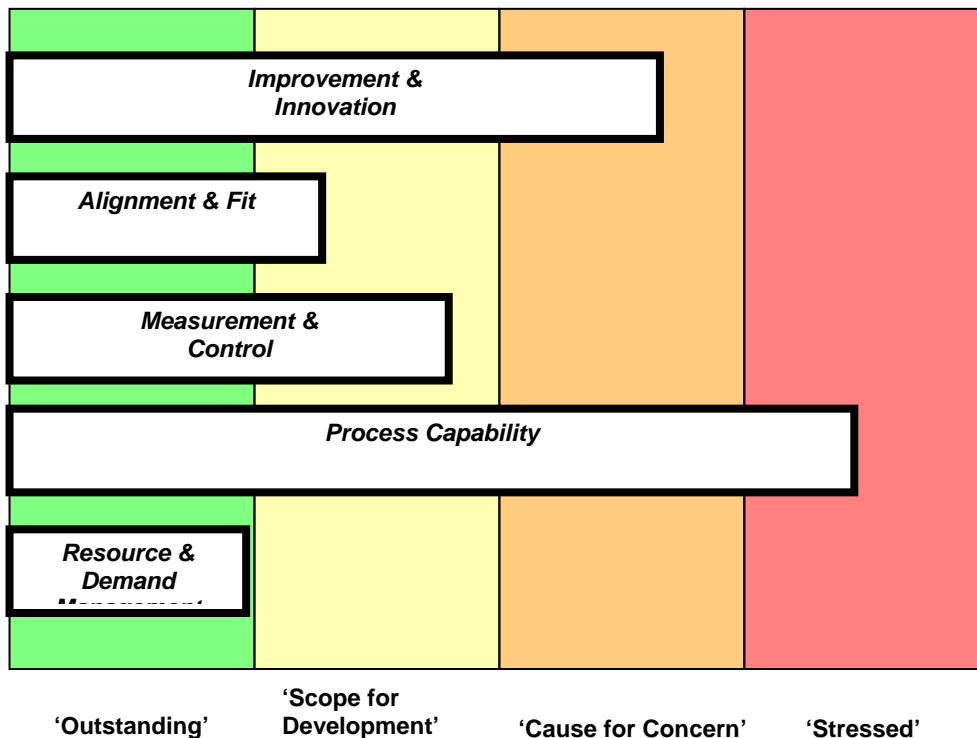 Improvement &
Innovation
Alignment & Fit
Measurement &
Control
Process Capability
Resource &
Demand
‘Scope for
‘Outstanding’ Development’ ‘Cause for Concern’ ‘Stressed’